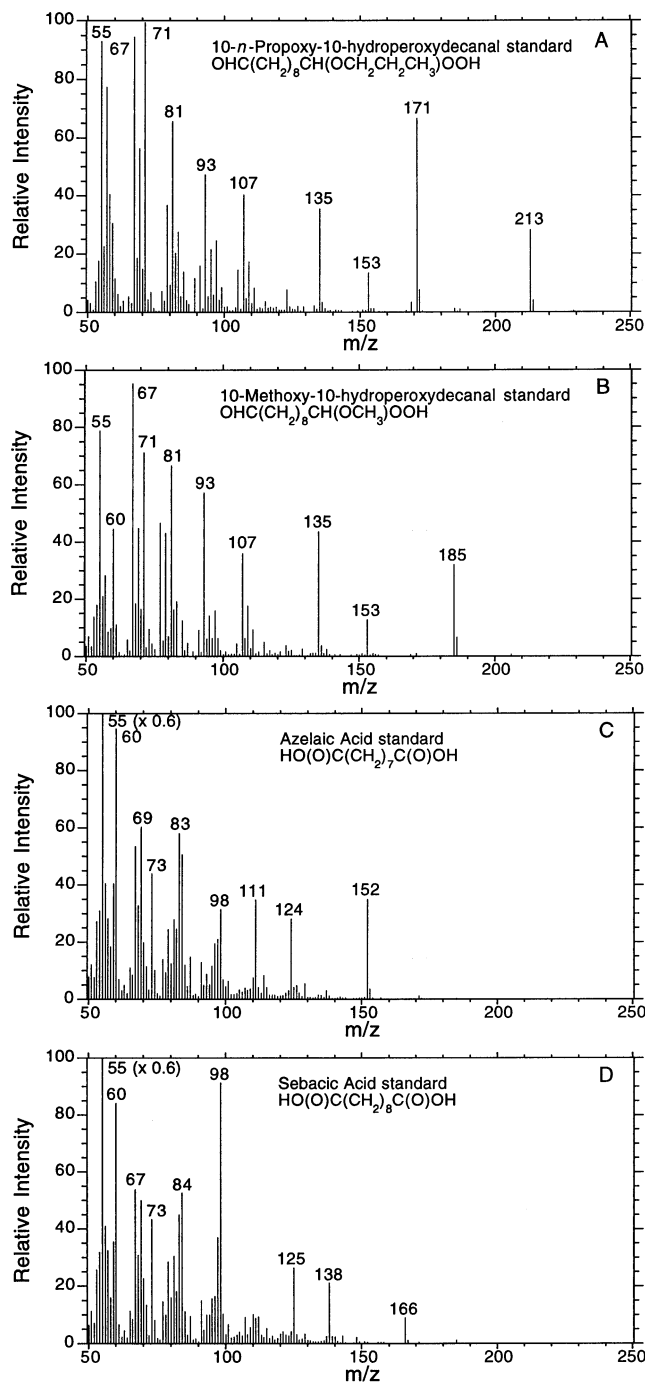 100
80
60
40
20
0
Relative Intensity
55
67
71
81
93
107
135
153
171
213
10-n-Propoxy-10-hydroperoxydecanal standard
OHC(CH₂)₈CH(OCH₂CH₂CH₃)OOH
A
50 100 150 200 250
m/z
100
80
60
40
20
0
Relative Intensity
55
60
67
71
81
93
107
135
153
185
10-Methoxy-10-hydroperoxydecanal standard
OHC(CH₂)₈CH(OCH₃)OOH
B
50 100 150 200 250
m/z
100
80
60
40
20
0
Relative Intensity
55 (x 0.6)
60
69
73
83
98
111
124
152
Azelaic Acid standard
HO(O)C(CH₂)₇C(O)OH
C
50 100 150 200 250
m/z
100
80
60
40
20
0
Relative Intensity
55 (x 0.6)
60
67
73
84
98
125
138
166
Sebacic Acid standard
HO(O)C(CH₂)₈C(O)OH
D
50 100 150 200 250
m/z